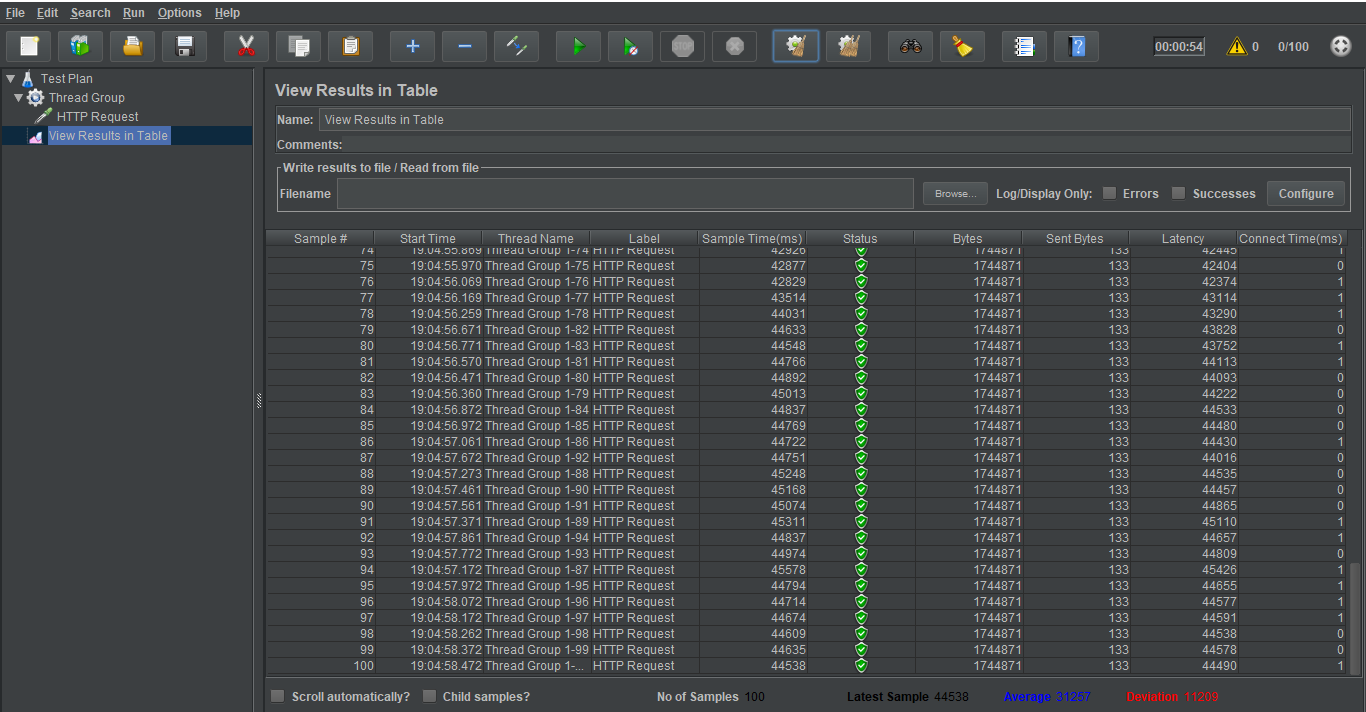 File Edit Search Run Options Help
STOP 00:00:54 0 0/100
Test Plan
Thread Group
HTTP Request
View Results in Table
View Results in Table
Name: View Results in Table
Comments:
Write results to file / Read from file
Filename Browse... Log/Display Only: Errors Successes Configure
Sample # Start Time Thread Name Label Sample Time(ms) Status Bytes Sent Bytes Latency Connect Time(ms)
74 19:04:55.869 Thread Group 1-74 HTTP Request 42926 1744871 133 42445 1
75 19:04:55.970 Thread Group 1-75 HTTP Request 42877 1744871 133 42404 0
76 19:04:56.069 Thread Group 1-76 HTTP Request 42829 1744871 133 42374 1
77 19:04:56.169 Thread Group 1-77 HTTP Request 43514 1744871 133 43114 1
78 19:04:56.259 Thread Group 1-78 HTTP Request 44031 1744871 133 43290 1
79 19:04:56.671 Thread Group 1-82 HTTP Request 44633 1744871 133 43828 0
80 19:04:56.771 Thread Group 1-83 HTTP Request 44548 1744871 133 43752 1
81 19:04:56.570 Thread Group 1-81 HTTP Request 44766 1744871 133 44113 1
82 19:04:56.471 Thread Group 1-80 HTTP Request 44892 1744871 133 44093 0
83 19:04:56.360 Thread Group 1-79 HTTP Request 45013 1744871 133 44222 0
84 19:04:56.872 Thread Group 1-84 HTTP Request 44837 1744871 133 44533 0
85 19:04:56.972 Thread Group 1-85 HTTP Request 44769 1744871 133 44480 0
86 19:04:57.061 Thread Group 1-86 HTTP Request 44722 1744871 133 44430 1
87 19:04:57.672 Thread Group 1-92 HTTP Request 44751 1744871 133 44016 0
88 19:04:57.273 Thread Group 1-88 HTTP Request 45248 1744871 133 44535 0
89 19:04:57.461 Thread Group 1-90 HTTP Request 45168 1744871 133 44457 0
90 19:04:57.561 Thread Group 1-91 HTTP Request 45074 1744871 133 44865 0
91 19:04:57.371 Thread Group 1-89 HTTP Request 45311 1744871 133 45110 1
92 19:04:57.861 Thread Group 1-94 HTTP Request 44837 1744871 133 44657 1
93 19:04:57.772 Thread Group 1-93 HTTP Request 44974 1744871 133 44809 0
94 19:04:57.172 Thread Group 1-87 HTTP Request 45578 1744871 133 45426 1
95 19:04:57.972 Thread Group 1-95 HTTP Request 44794 1744871 133 44655 1
96 19:04:58.072 Thread Group 1-96 HTTP Request 44714 1744871 133 44577 1
97 19:04:58.172 Thread Group 1-97 HTTP Request 44674 1744871 133 44591 1
98 19:04:58.262 Thread Group 1-98 HTTP Request 44609 1744871 133 44538 0
99 19:04:58.372 Thread Group 1-99 HTTP Request 44635 1744871 133 44578 0
100 19:04:58.472 Thread Group 1-... HTTP Request 44538 1744871 133 44490 1
Scroll automatically? Child samples? No of Samples 100 Latest Sample 44538 Average 31257 Deviation 11209